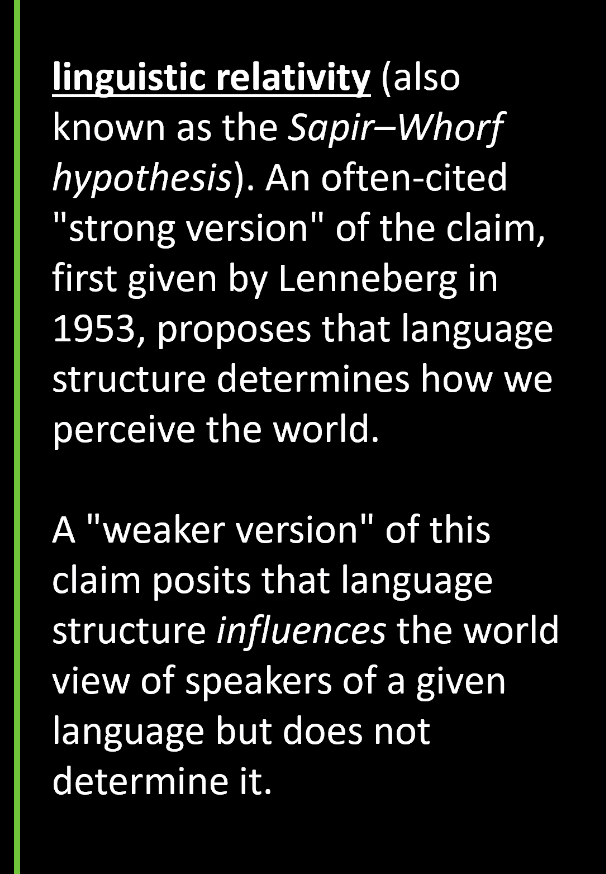 linguistic relativity (also
known as the Sapir–Whorf
hypothesis). An often-cited
"strong version" of the claim,
first given by Lenneberg in
1953, proposes that language
structure determines how we
perceive the world.
A "weaker version" of this
claim posits that language
structure influences the world
view of speakers of a given
language but does not
determine it.